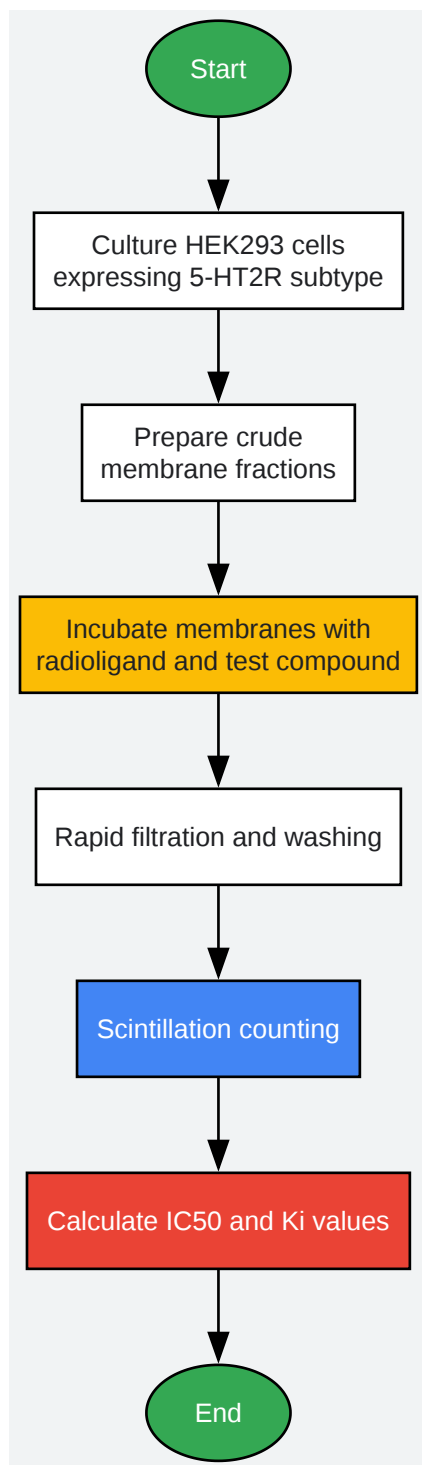 Start
Culture HEK293 cells
expressing 5-HT2R subtype
Prepare crude
membrane fractions
Incubate membranes with
radioligand and test compound
Rapid filtration and washing
Scintillation counting
Calculate IC50 and Ki values
End